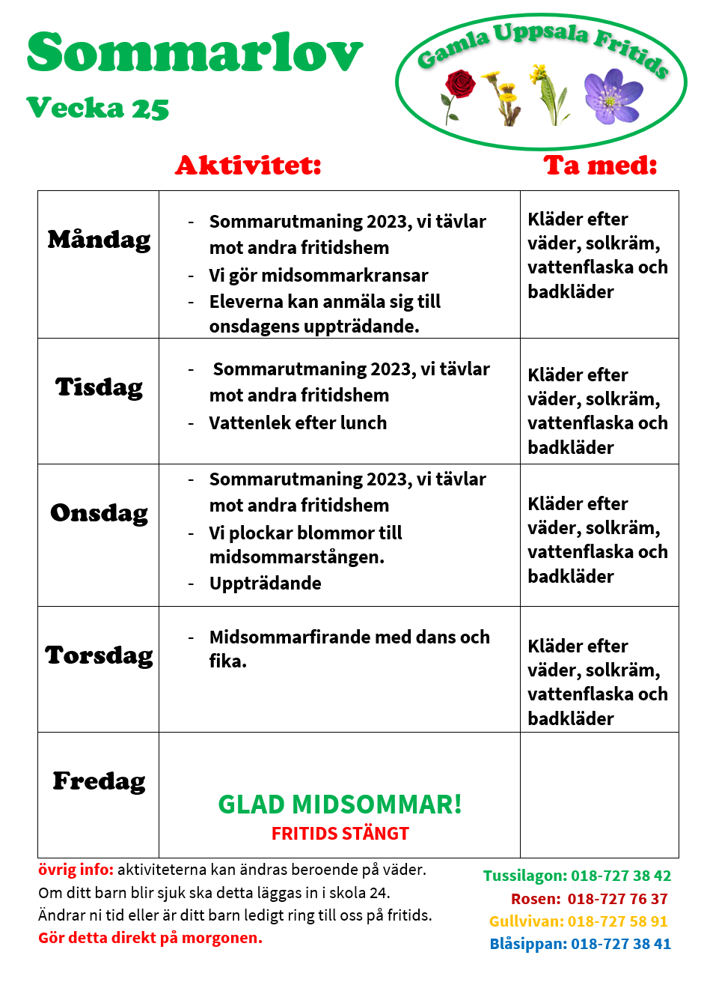 Sommarlov
Vecka 25
Gamla Uppsala Fritids
Aktivitet:
Ta med:
Måndag
- Sommarutmaning 2023, vi tävlar
mot andra fritidshem
- Vi gör midsommarkransar
- Eleverna kan anmäla sig till
onsdagens uppträdande.
Kläder efter
väder, solkräm,
vattenflaska och
badkläder
Tisdag
- Sommarutmaning 2023, vi tävlar
mot andra fritidshem
- Vattenlek efter lunch
Kläder efter
väder, solkräm,
vattenflaska och
badkläder
Onsdag
- Sommarutmaning 2023, vi tävlar
mot andra fritidshem
- Vi plockar blommor till
midsommarstången.
- Uppträdande
Kläder efter
väder, solkräm,
vattenflaska och
badkläder
Torsdag
- Midsommarfirande med dans och
fika.
Kläder efter
väder, solkräm,
vattenflaska och
badkläder
Fredag
GLAD MIDSOMMAR!
FRITIDS STÄNGT
övrig info: aktiviteterna kan ändras beroende på väder.
Om ditt barn blir sjuk ska detta läggas in i skola 24.
Ändrar ni tid eller är ditt barn ledigt ring till oss på fritids.
Gör detta direkt på morgonen.
Tussilagon: 018-727 38 42
Rosen: 018-727 76 37
Gullvivan: 018-727 58 91
Blåsippan: 018-727 38 41